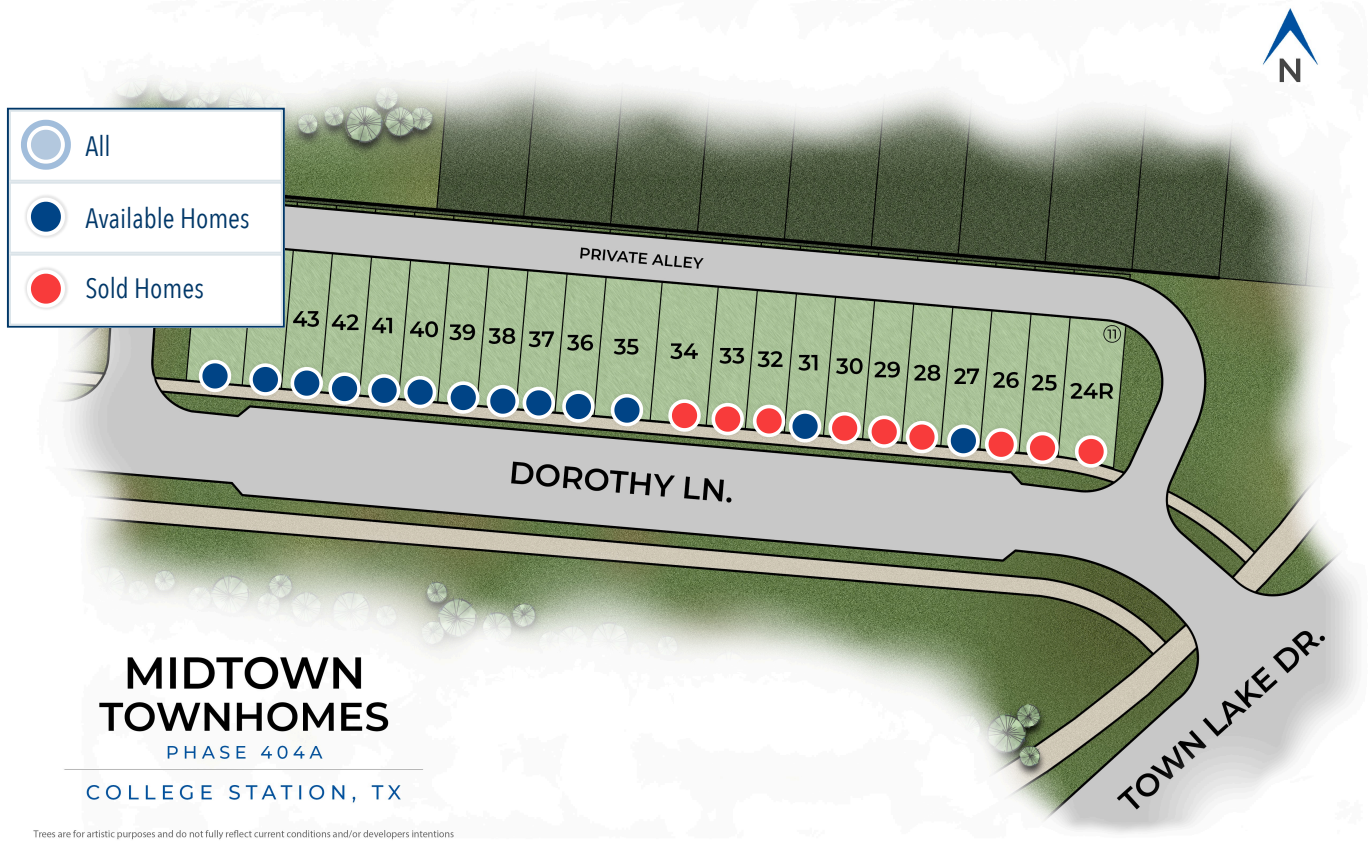 N
All
Available Homes
Sold Homes
PRIVATE ALLEY
43 42 41 40 39 38 37 36 35 34 33 32 31 30 29 28 27 26 25 24R
11
DOROTHY LN.
TOWN LAKE DR.
MIDTOWN
TOWNHOMES
PHASE 404A
COLLEGE STATION, TX
Trees are for artistic purposes and do not fully reflect current conditions and/or developers intentions